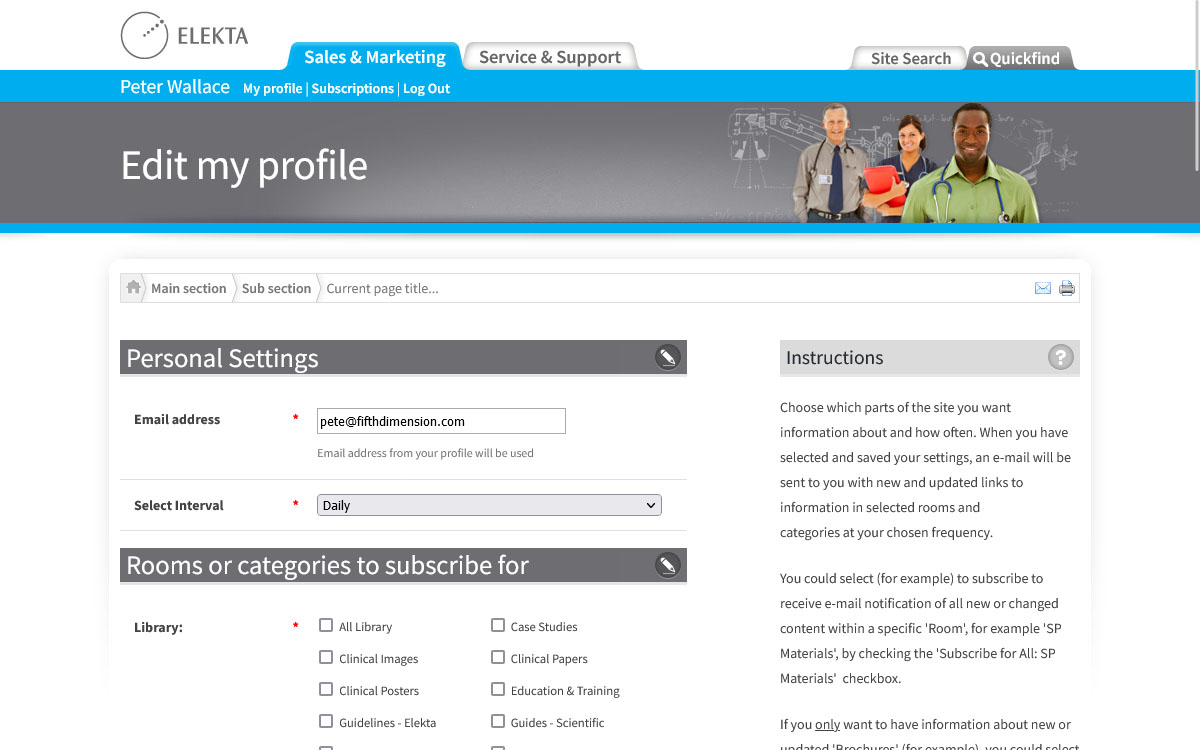 ELEKTA
Sales & Marketing
Service & Support
Site Search
Quickfind
Peter Wallace My profile | Subscriptions | Log Out
Edit my profile
Main section
Sub section
Current page title...
Personal Settings
Email address * pete@fifthdimension.com
Email address from your profile will be used
Select Interval * Daily
Rooms or categories to subscribe for
Library: * All Library Case Studies
Clinical Images Clinical Papers
Clinical Posters Education & Training
Guidelines - Elekta Guides - Scientific
Instructions ?
Choose which parts of the site you want
information about and how often. When you have
selected and saved your settings, an e-mail will be
sent to you with new and updated links to
information in selected rooms and
categories at your chosen frequency.
You could select (for example) to subscribe to
receive e-mail notification of all new or changed
content within a specific 'Room', for example 'SP
Materials', by checking the 'Subscribe for All: SP
Materials' checkbox.
If you only want to have information about new or
updated 'Brochures' (for example), you could select